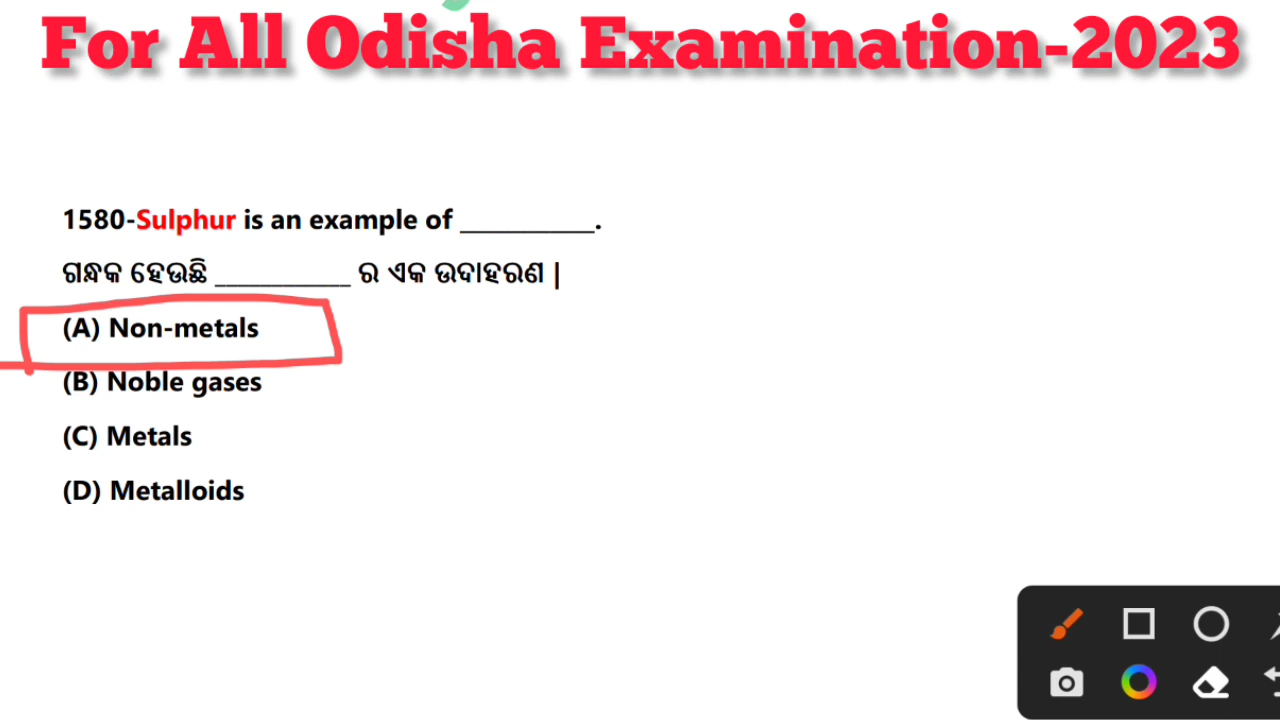 For All Odisha Examination-2023
1580-Sulphur is an example of __________.
ଗନ୍ଧକ ହେଉଛି __________ ର ଏକ ଉଦାହରଣ |
(A) Non-metals
(B) Noble gases
(C) Metals
(D) Metalloids